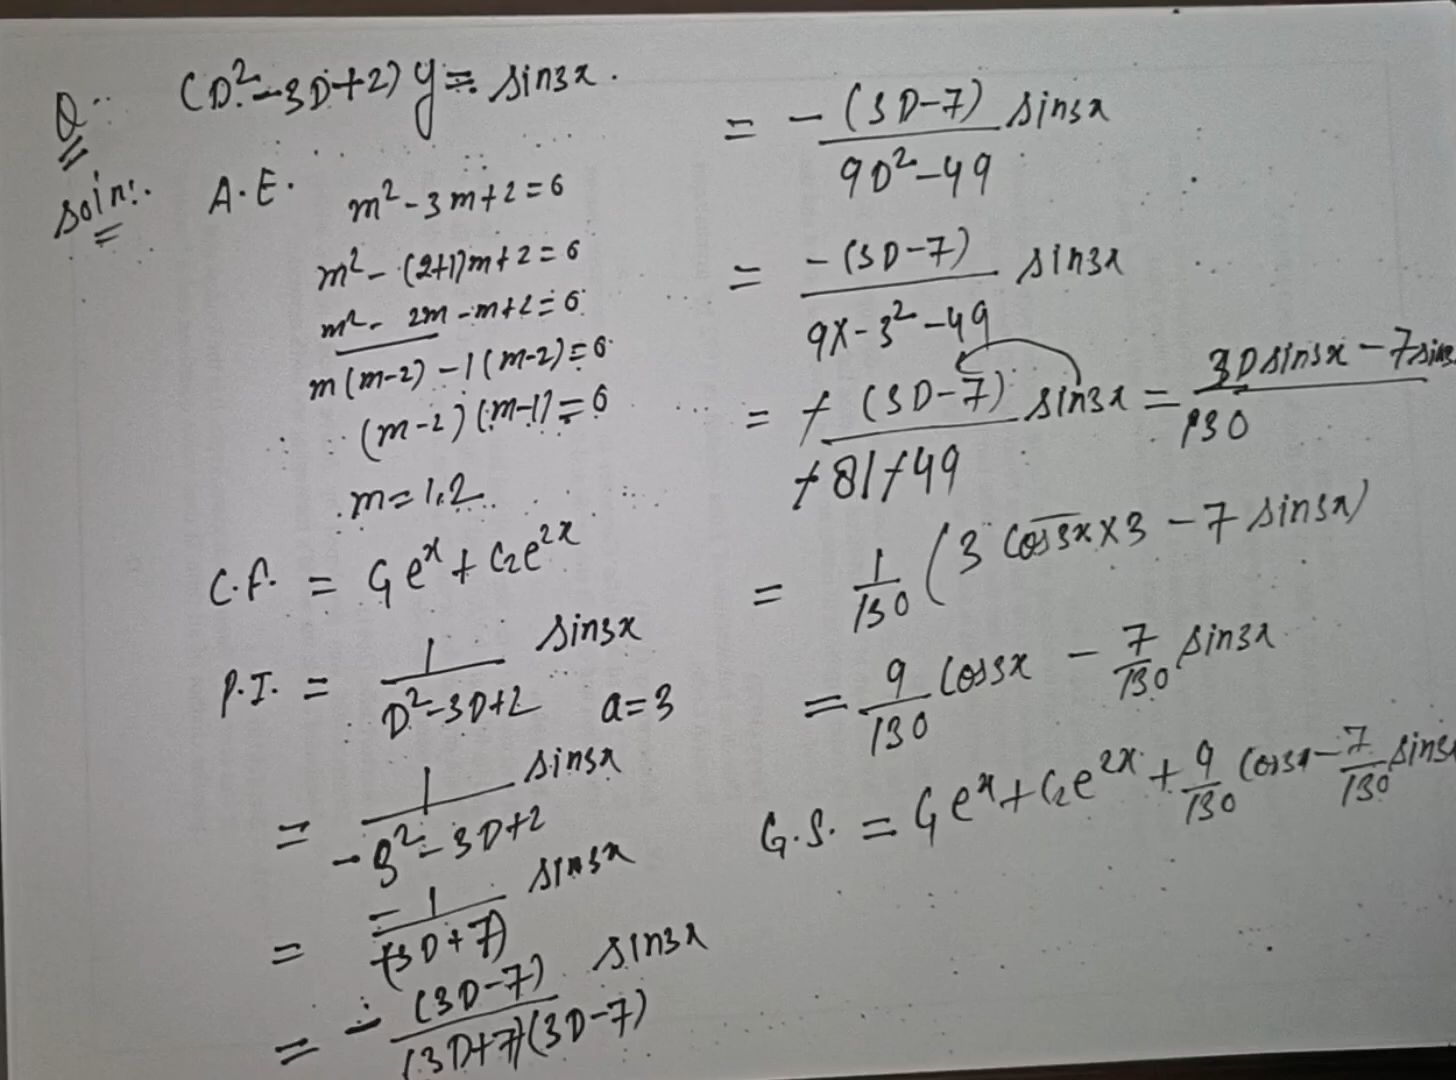 Q:- (D²-3D+2) y = sin3x.
Soln:- A.E. m²-3m+2=0
m²-(2+1)m+2=0
m²-2m-m+2=0
m(m-2)-1(m-2)=0
(m-2)(m-1)=0
m=1,2
C.F. = C₁eˣ + C₂e²ˣ
P.I. = 1/(D²-3D+2) sin3x a=3
= 1/(-3²-3D+2) sin3x
= -1/(3D+7) sin3x
= -(3D-7)/((3D+7)(3D-7)) sin3x
= -(3D-7)/(9D²-49) sin3x
= -(3D-7)/(9x-3²-49) sin3x
= +(3D-7)/(+81+49) sin3x = (3D sin3x - 7sin3x)/130
= 1/130 (3 cos3x x 3 - 7 sin3x)
= 9/130 cos3x - 7/130 sin3x
G.S. = C₁eˣ + C₂e²ˣ + 9/130 cos3x - 7/130 sin3x